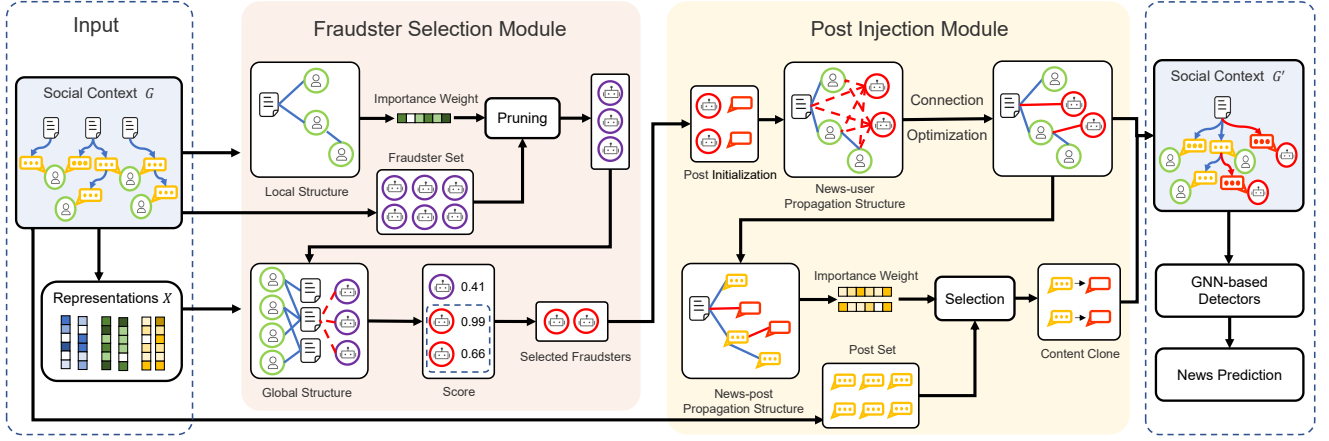 Input
Social Context G
Representations X
Fraudster Selection Module
Local Structure
Importance Weight
Pruning
Fraudster Set
Global Structure
0.41
0.99
0.66
Score
Selected Fraudsters
Post Injection Module
Post Initialization
News-user
Propagation Structure
Connection
Optimization
News-post
Propagation Structure
Importance Weight
Selection
Post Set
Content Clone
Social Context G'
GNN-based
Detectors
News Prediction